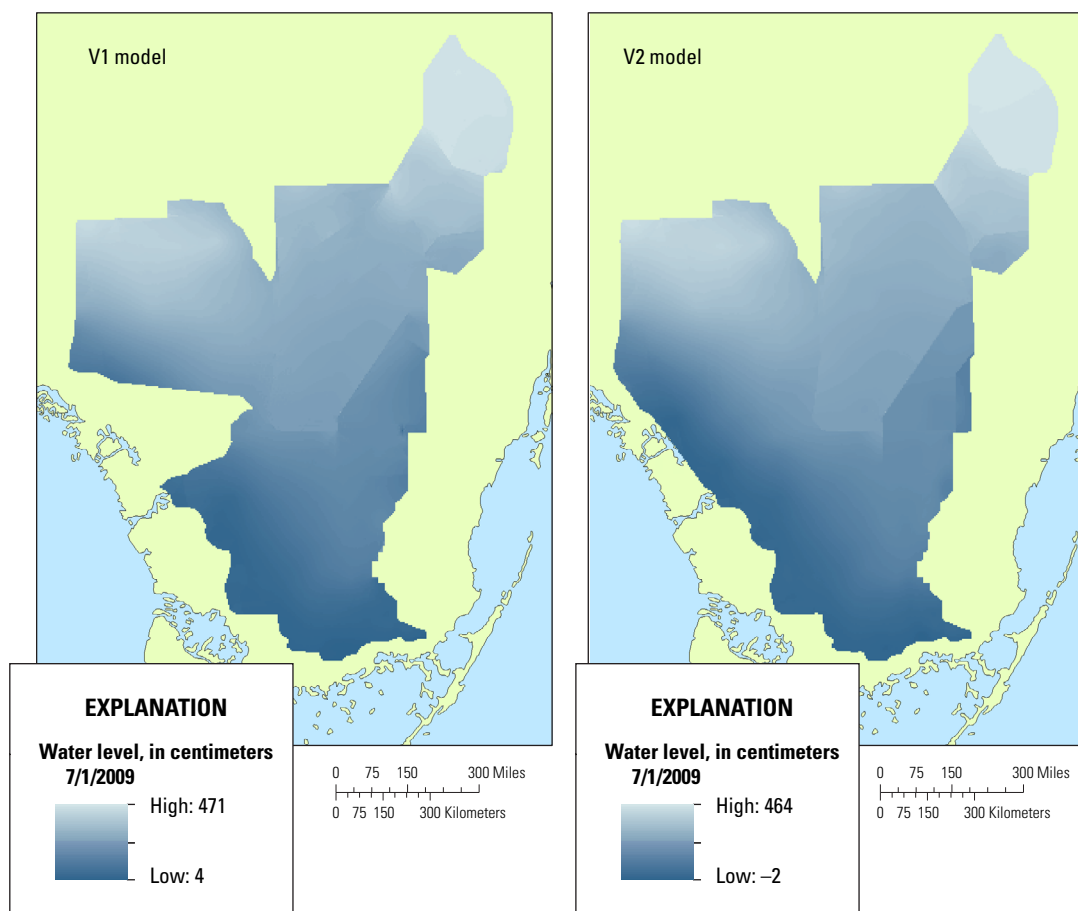 V1 model
EXPLANATION
Water level, in centimeters
7/1/2009
High: 471
Low: 4
0 75 150 300 Miles
0 75 150 300 Kilometers
V2 model
EXPLANATION
Water level, in centimeters
7/1/2009
High: 464
Low: –2
0 75 150 300 Miles
0 75 150 300 Kilometers